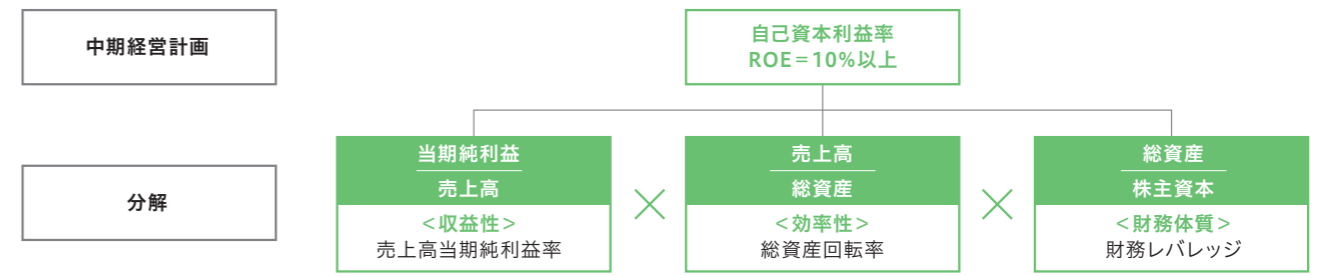 中期経営計画
自己資本利益率
ROE＝10%以上
分解
当期純利益
売上高
＜収益性＞
売上高当期純利益率
×
売上高
総資産
＜効率性＞
総資産回転率
×
総資産
株主資本
＜財務体質＞
財務レバレッジ